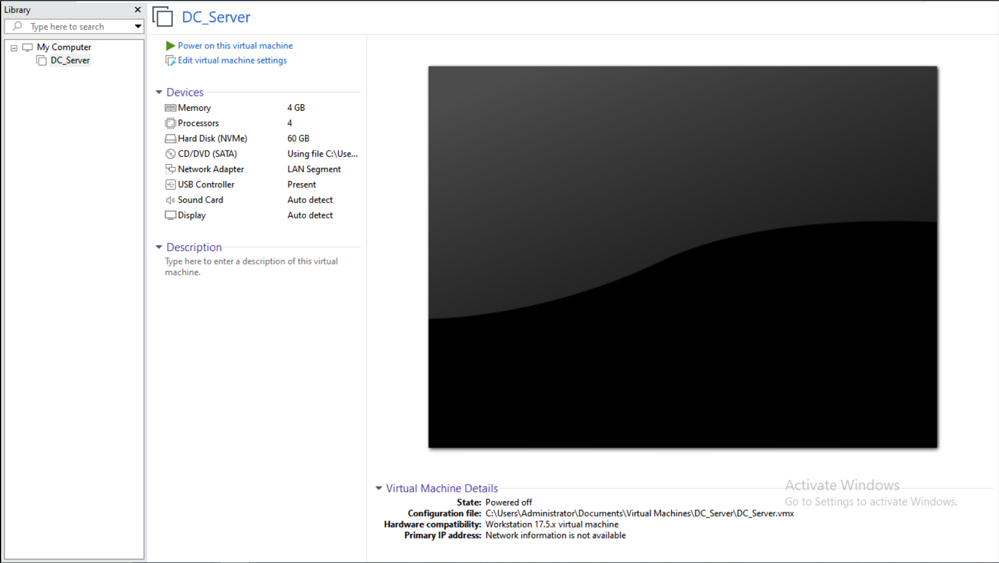 Library
Type here to search
My Computer
DC_Server
DC_Server
Power on this virtual machine
Edit virtual machine settings
Devices
Memory 4 GB
Processors 4
Hard Disk (NVMe) 60 GB
CD/DVD (SATA) Using file C:\Use...
Network Adapter LAN Segment
USB Controller Present
Sound Card Auto detect
Display Auto detect
Description
Type here to enter a description of this virtual
machine.
Virtual Machine Details
State: Powered off
Configuration file: C:\Users\Administrator\Documents\Virtual Machines\DC_Server\DC_Server.vmx
Hardware compatibility: Workstation 17.5.x virtual machine
Primary IP address: Network information is not available
Activate Windows
Go to Settings to activate Windows.